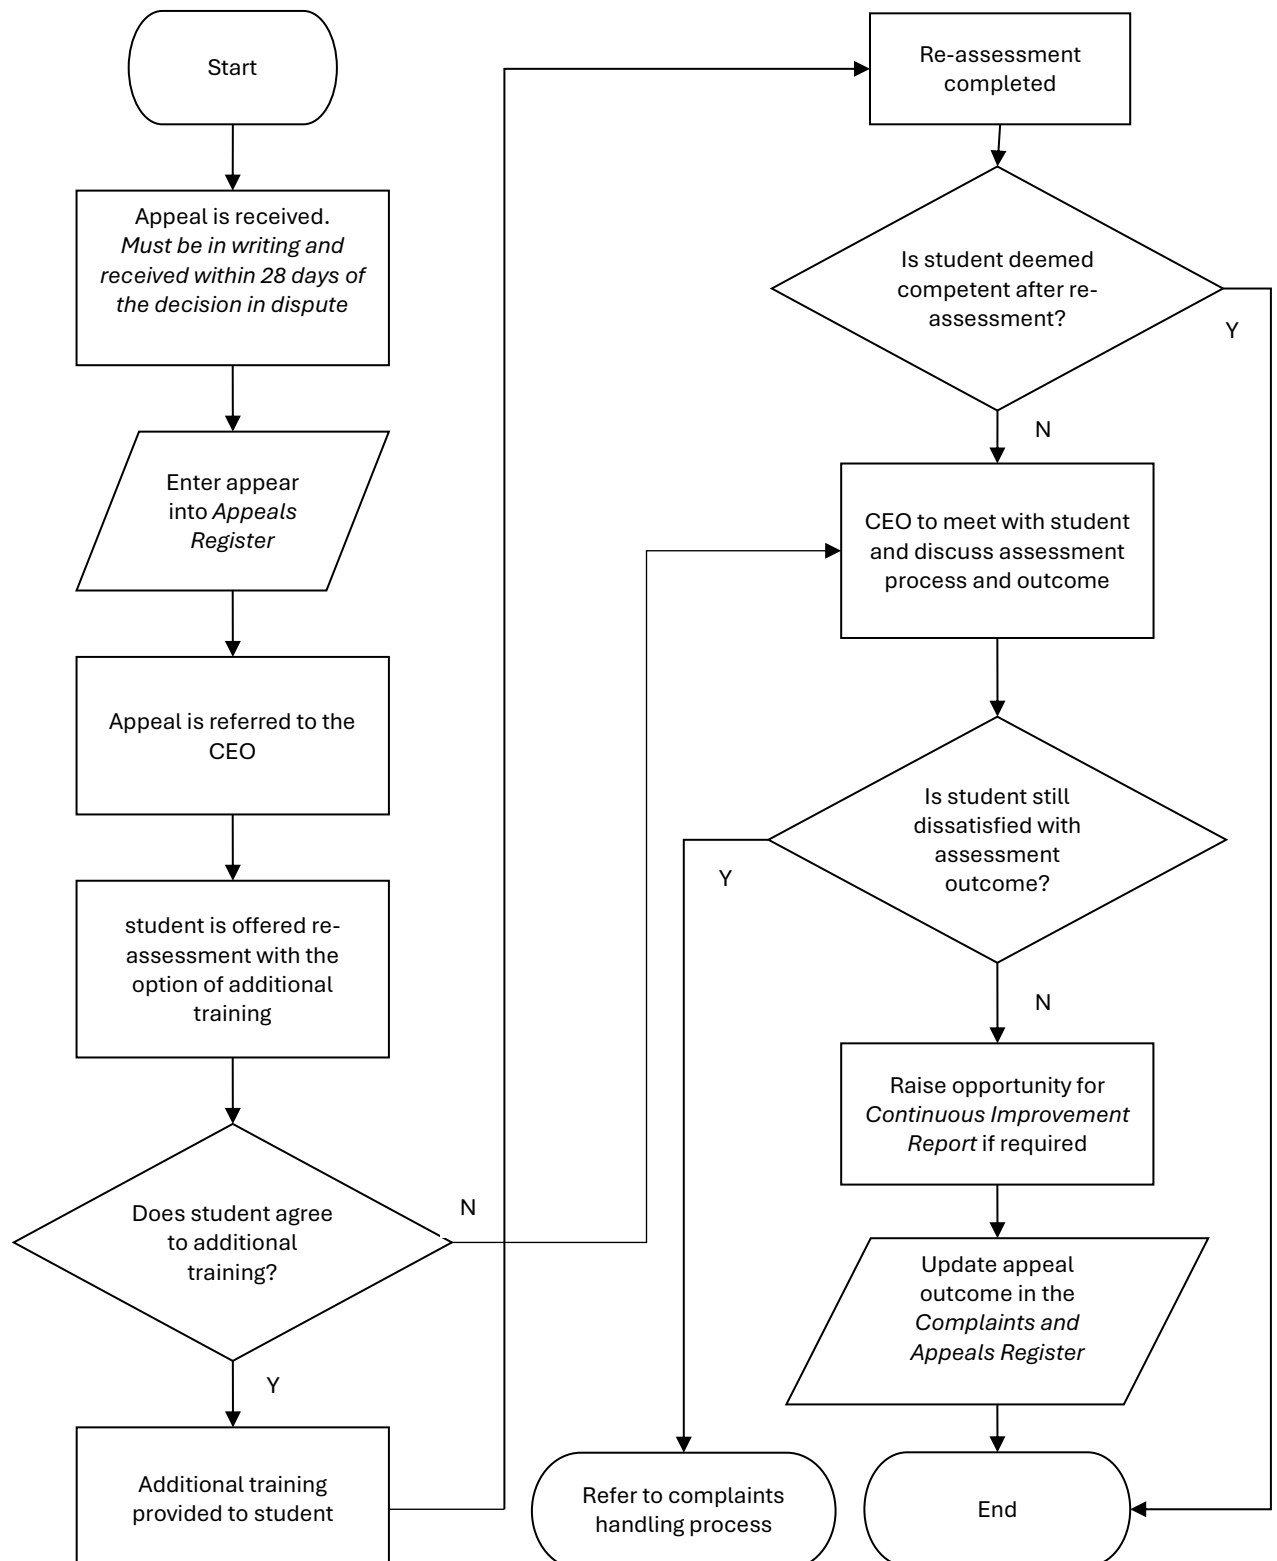 Start
Appeal is received.
Must be in writing and
received within 28 days of
the decision in dispute
Enter appear
into Appeals
Register
Appeal is referred to the
CEO
student is offered re-
assessment with the
option of additional
training
Does student agree
to additional
training?
N
Y
Additional training
provided to student
Re-assessment
completed
Is student deemed
competent after re-
assessment?
Y
N
CEO to meet with student
and discuss assessment
process and outcome
Is student still
dissatisfied with
assessment
outcome?
Y
N
Refer to complaints
handling process
Raise opportunity for
Continuous Improvement
Report if required
Update appeal
outcome in the
Complaints and
Appeals Register
End